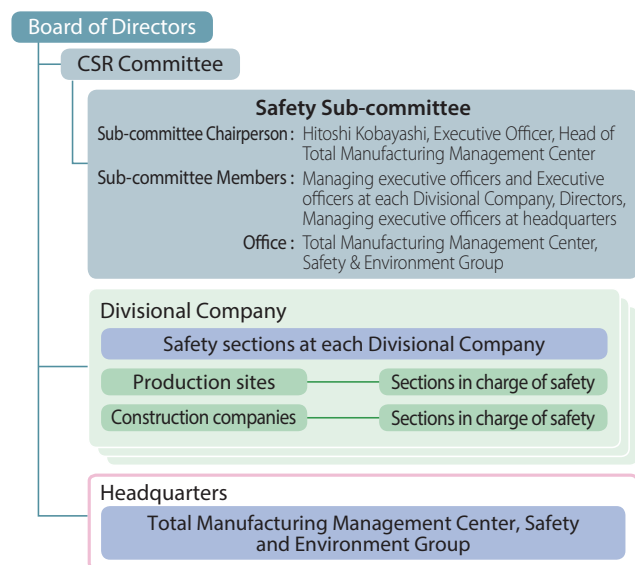 Board of Directors
CSR Committee
Safety Sub-committee
Sub-committee Chairperson : Hitoshi Kobayashi, Executive Officer, Head of
Total Manufacturing Management Center
Sub-committee Members : Managing executive officers and Executive
officers at each Divisional Company, Directors,
Managing executive officers at headquarters
Office : Total Manufacturing Management Center,
Safety & Environment Group
Divisional Company
Safety sections at each Divisional Company
Production sites Sections in charge of safety
Construction companies Sections in charge of safety
Headquarters
Total Manufacturing Management Center, Safety
and Environment Group